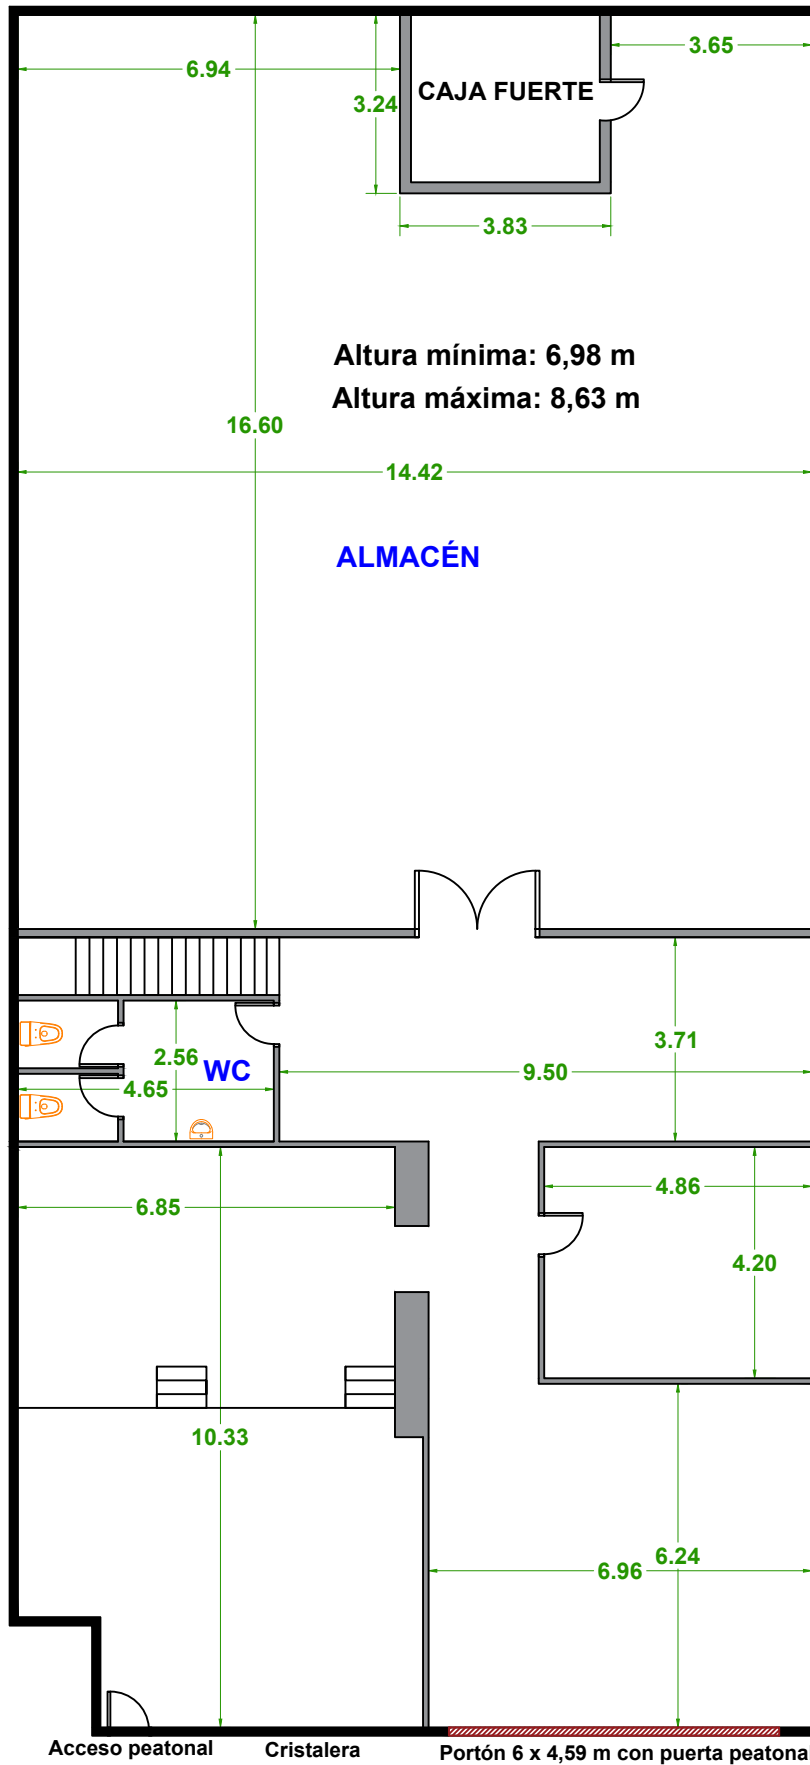 3.65
6.94
CAJA FUERTE
3.24
3.83
Altura mínima: 6,98 m
Altura máxima: 8,63 m
16.60
14.42
ALMACÉN
3.71
2.56
WC
9.50
4.65
4.86
6.85
4.20
10.33
6.24
6.96
Acceso peatonal
Cristalera
Portón 6 x 4,59 m con puerta peatonal